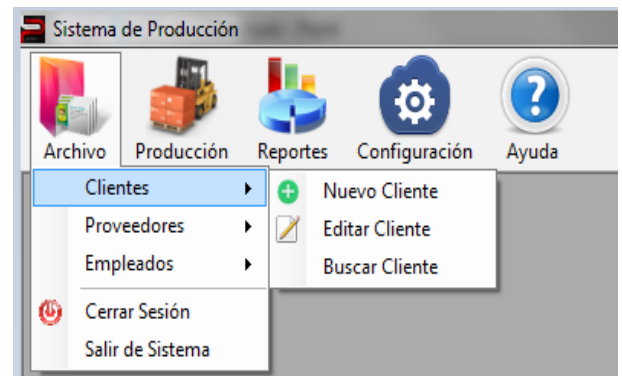 Sistema de Producción
Archivo Producción Reportes Configuración Ayuda
Clientes
Nuevo Cliente
Proveedores
Editar Cliente
Empleados
Buscar Cliente
Cerrar Sesión
Salir de Sistema